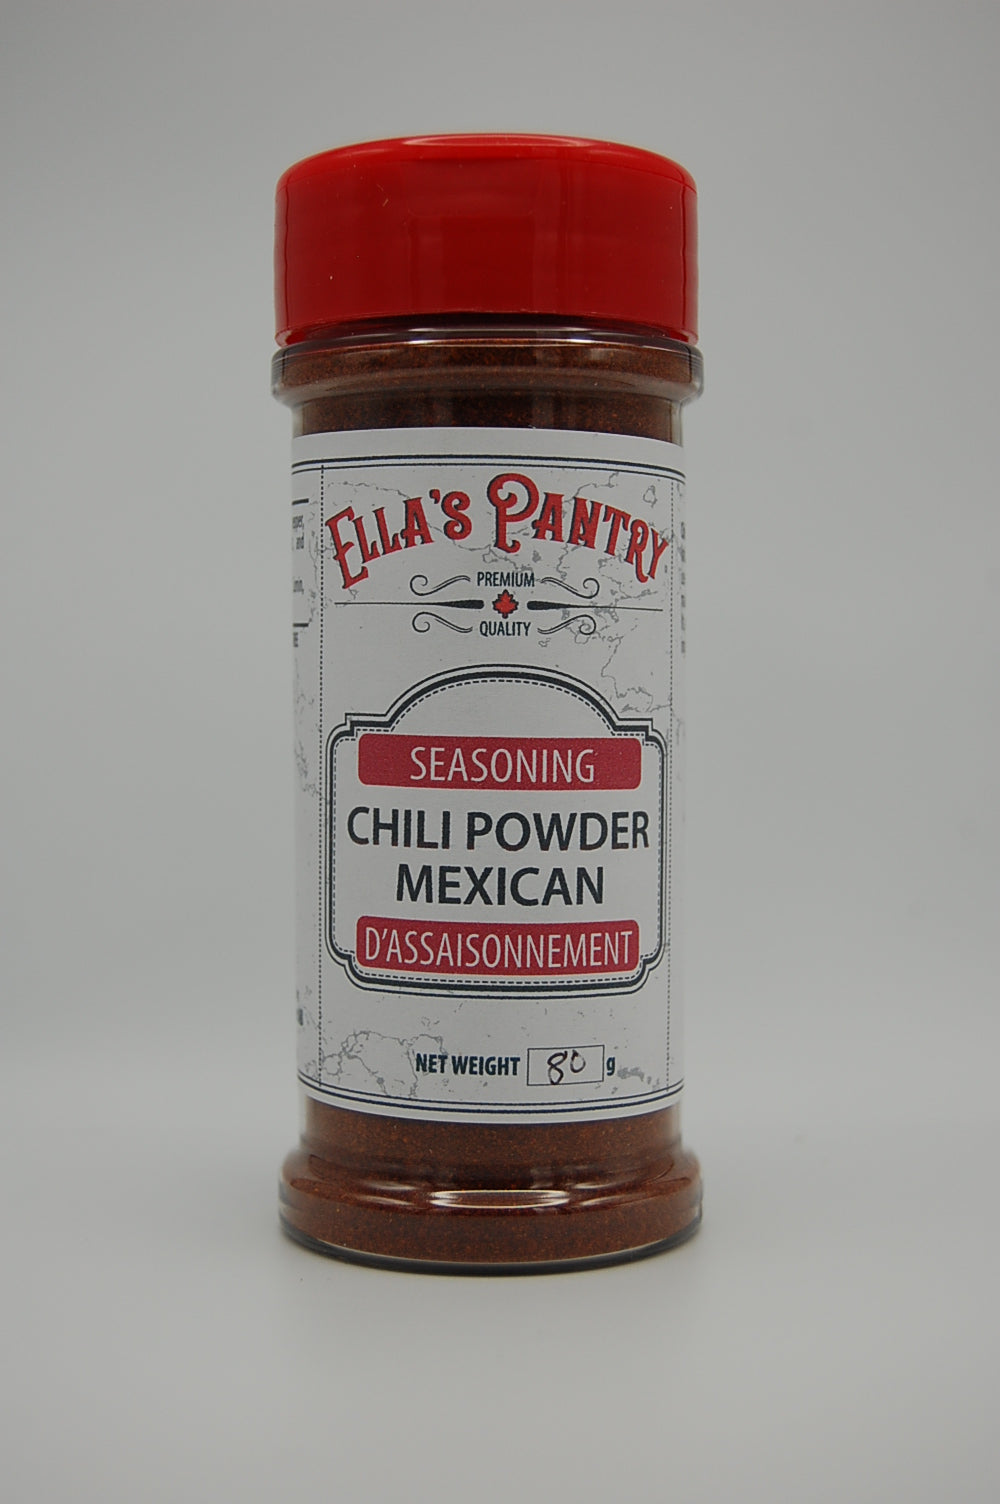 ELLA'S PANTRY
PREMIUM
QUALITY
SEASONING
CHILI POWDER
MEXICAN
D'ASSAISONNEMENT
NET WEIGHT 80 g